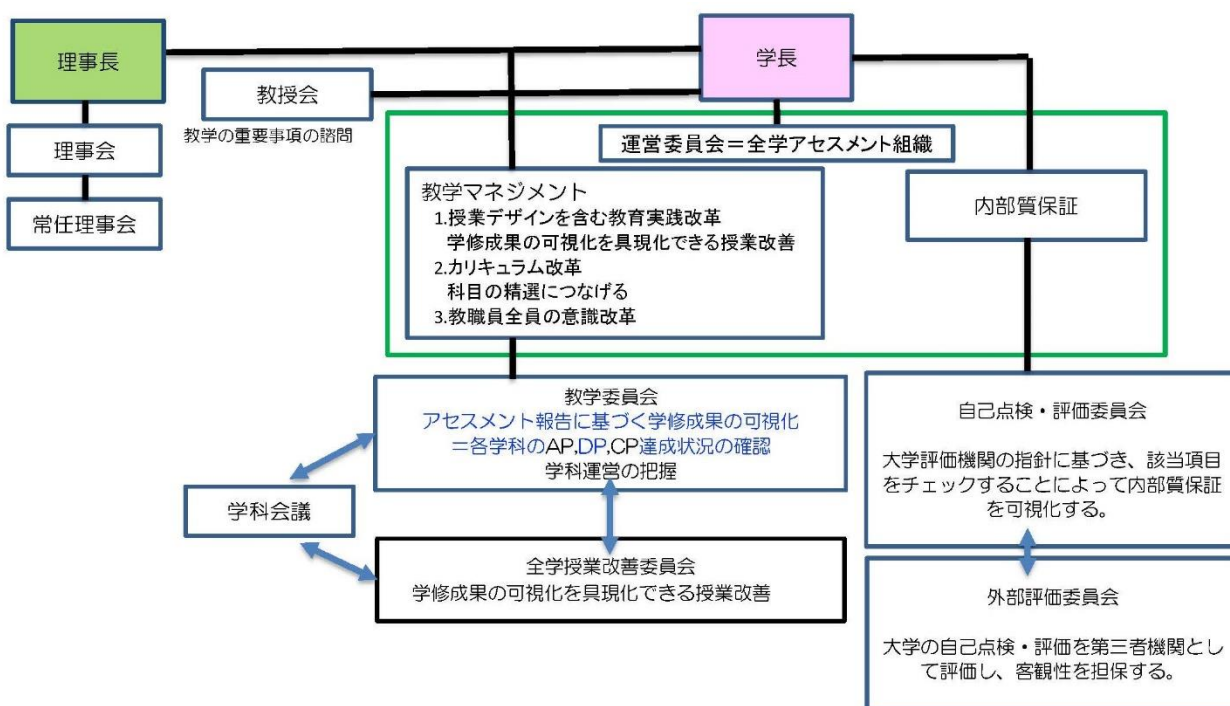 理事長
学長
教授会
教学の重要事項の諮問
理事会
常任理事会
運営委員会＝全学アセスメント組織
教学マネジメント
1.授業デザインを含む教育実践改革
学修成果の可視化を具現化できる授業改善
2.カリキュラム改革
科目の精選につなげる
3.教職員全員の意識改革
内部質保証
教学委員会
アセスメント報告に基づく学修成果の可視化
＝各学科のAP,DP,CP達成状況の確認
学科運営の把握
学科会議
全学授業改善委員会
学修成果の可視化を具現化できる授業改善
自己点検・評価委員会
大学評価機関の指針に基づき、該当項目
をチェックすることによって内部質保証
を可視化する。
外部評価委員会
大学の自己点検・評価を第三者機関とし
て評価し、客観性を担保する。